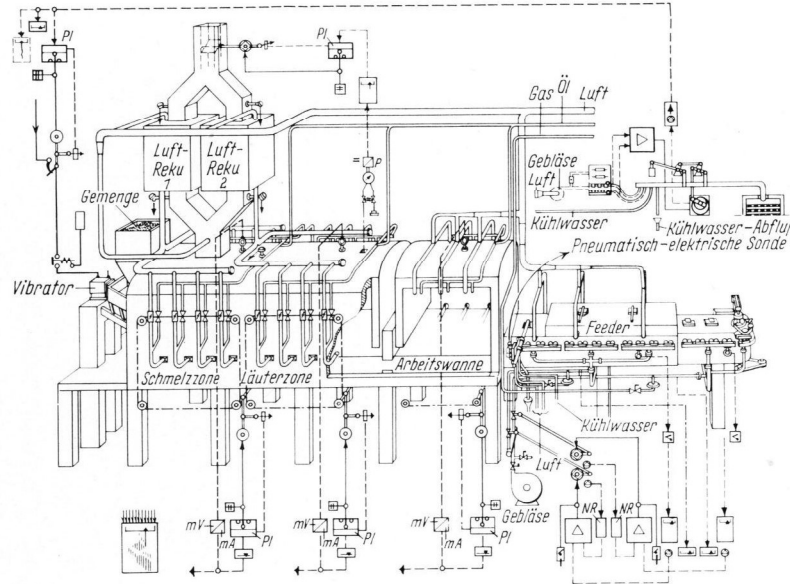 PI
PI
Gas Öl Luft
Luft-
Reku
1
Luft-
Reku
2
= p
Gemenge
Gebläse
Luft
Kühlwasser
Kühlwasser-Abfluß
Pneumatisch-elektrische Sonde
Vibrator
Feeder
Schmelzzone
Läuterzone
Arbeitswanne
Kühlwasser
Luft
Gebläse
NR
NR
mV
mA
PI
mV
mA
PI
mV
mA
PI